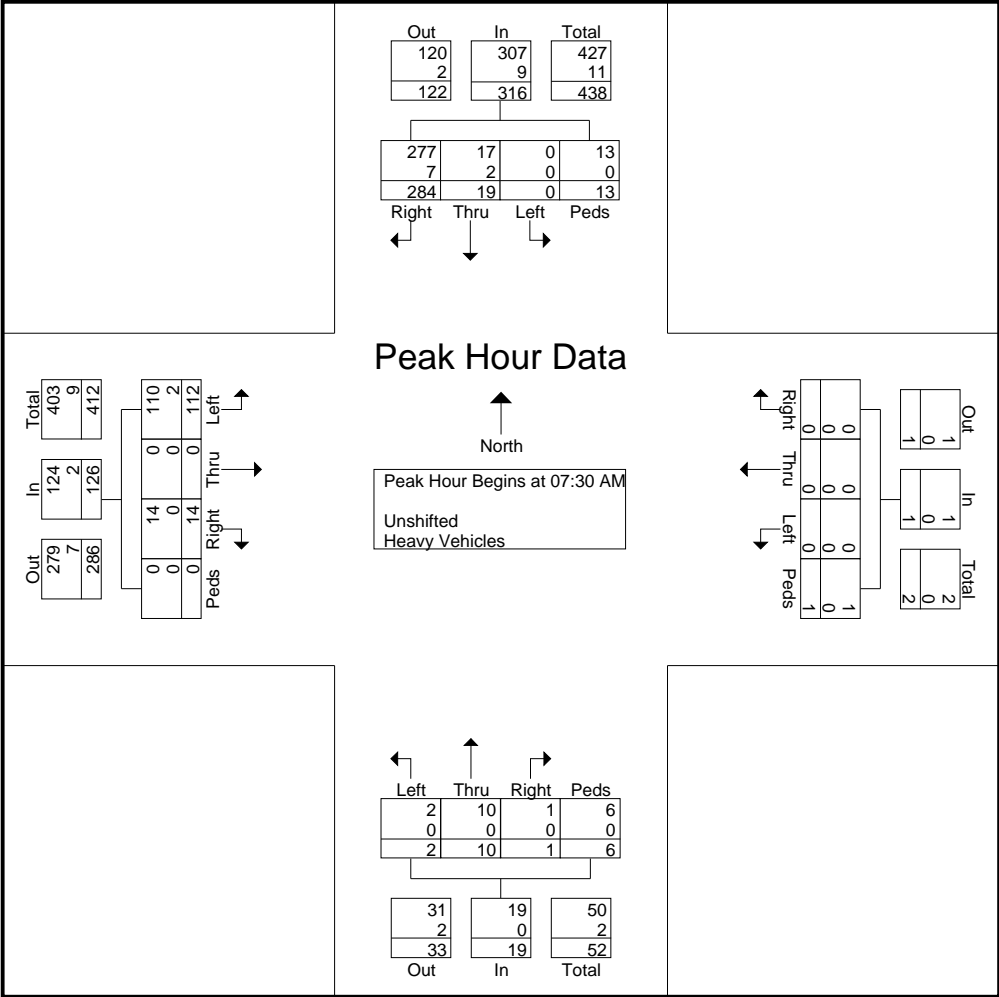 Out In Total
120 307 427
2 9 11
122 316 438
277 17 0 13
7 2 0 0
284 19 0 13
Right Thru Left Peds
Peak Hour Data
North
Peak Hour Begins at 07:30 AM
Unshifted
Heavy Vehicles
Total
403
9
412
In
124
2
126
Out
279
7
286
110
2
112
Left
0
0
0
Thru
14
0
14
Right
0
0
0
Peds
Right
0
0
0
Thru
0
0
0
Left
0
0
0
Peds
1
0
1
Out
1
0
1
In
1
0
1
Total
2
0
2
Left Thru Right Peds
2 10 1 6
0 0 0 0
2 10 1 6
31 19 50
2 0 2
33 19 52
Out In Total